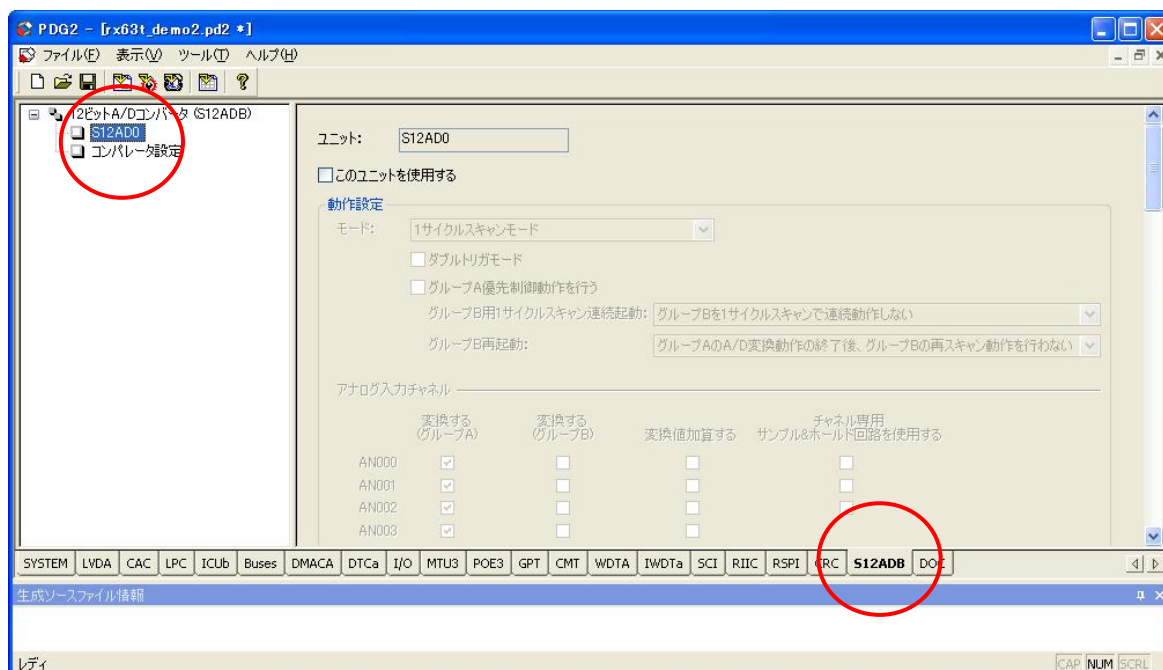 PDG2 - [rx63t_demo2.pd2 *]
ファイル(F) 表示(V) ツール(T) ヘルプ(H)
12ビットA/Dコンバータ (S12ADB)
S12AD0
コンパレータ設定
ユニット: S12AD0
このユニットを使用する
動作設定
モード: 1サイクルスキャンモード
ダブルトリガモード
グループA優先制御動作を行う
グループB用1サイクルスキャン連続起動: グループBを1サイクルスキャンで連続動作しない
グループB再起動: グループAのA/D変換動作の終了後、グループBの再スキャン動作を行わない
アナログ入力チャネル
変換する(グループA) 変換する(グループB) 変換値加算する チャネル専用サンプル&ホールド回路を使用する
AN000
AN001
AN002
AN003
SYSTEM LVDA CAC LPC ICUb Buses DMACA DTCa I/O MTU3 POE3 GPT CMT WDTA IWDTa SCI RIIC RSPI CRC S12ADB DOC
生成ソースファイル情報
レディ CAP NUM SCRL